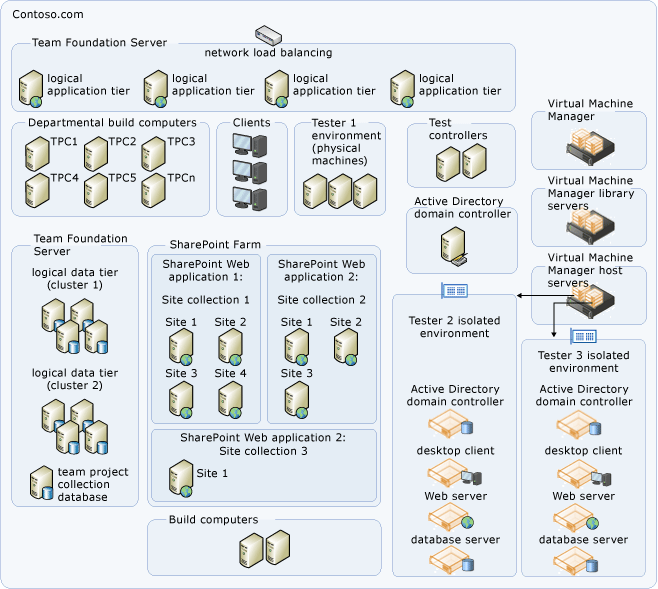 Contoso.com
Team Foundation Server
network load balancing
logical
application tier
logical
application tier
logical
application tier
logical
application tier
Departmental build computers
TPC1
TPC2
TPC3
TPC4
TPC5
TPCn
Clients
Tester 1
environment
(physical
machines)
Test
controllers
Virtual Machine
Manager
Active Directory
domain controller
Virtual Machine
Manager library
servers
Virtual Machine
Manager host
servers
Team Foundation
Server
logical data tier
(cluster 1)
logical data tier
(cluster 2)
team project
collection
database
SharePoint Farm
SharePoint Web
application 1:
Site collection 1
Site 1
Site 2
Site 3
Site 4
SharePoint Web
application 2:
Site collection 2
Site 1
Site 2
Site 3
SharePoint Web application 2:
Site collection 3
Site 1
Build computers
Tester 2 isolated
environment
Active Directory
domain controller
desktop client
Web server
database server
Tester 3 isolated
environment
Active Directory
domain controller
desktop client
Web server
database server